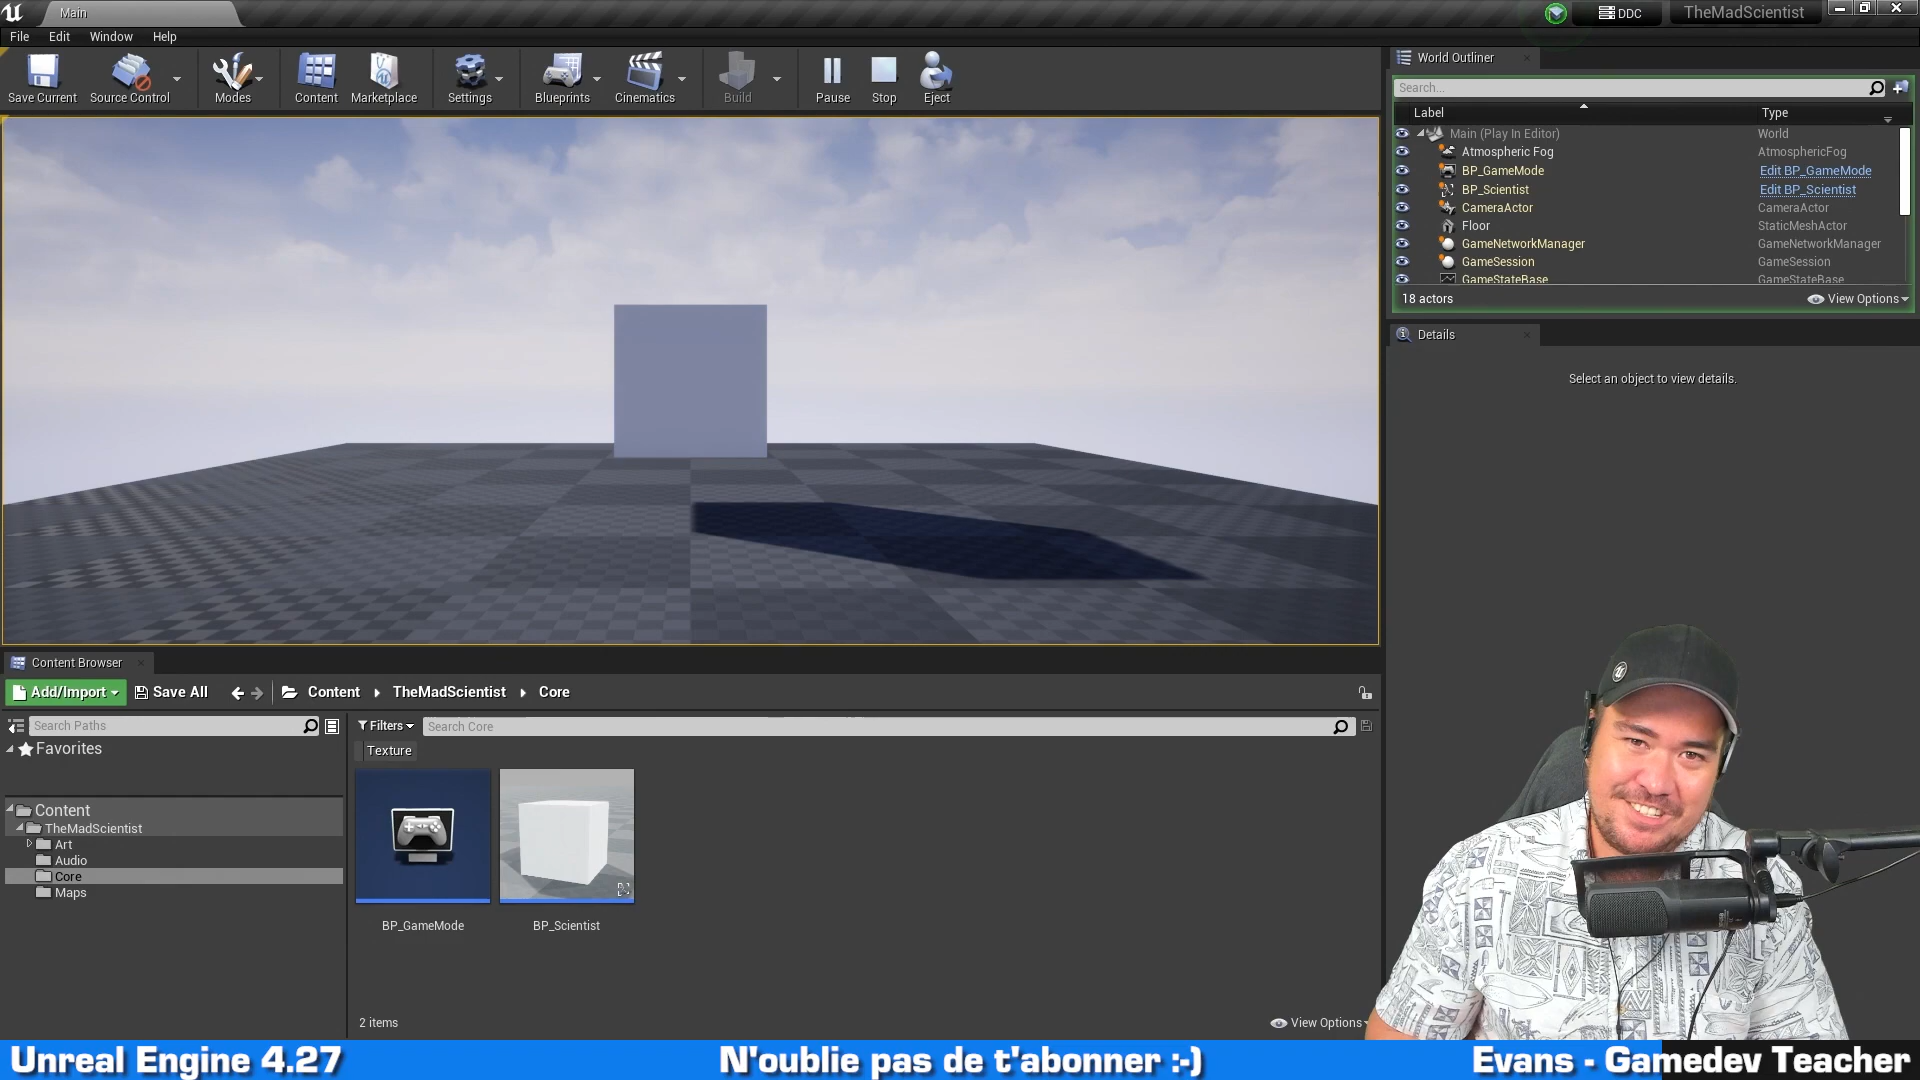 Main
DDC
TheMadScientist
File Edit Window Help
Save Current Source Control Modes Content Marketplace Settings Blueprints Cinematics Build Pause Stop Eject
World Outliner
Search...
Label Type
Main (Play In Editor) World
Atmospheric Fog AtmosphericFog
BP_GameMode Edit BP_GameMode
BP_Scientist Edit BP_Scientist
CameraActor CameraActor
Floor StaticMeshActor
GameNetworkManager GameNetworkManager
GameSession GameSession
GameStateBase GameStateBase
18 actors View Options
Details
Select an object to view details.
Content Browser
Add/Import Save All Content TheMadScientist Core
Search Paths
Filters Search Core
Favorites
Texture
Content
TheMadScientist
Art
Audio
Core
Maps
BP_GameMode BP_Scientist
2 items View Options
Unreal Engine 4.27 N'oublie pas de t'abonner :-) Evans - Gamedev Teacher